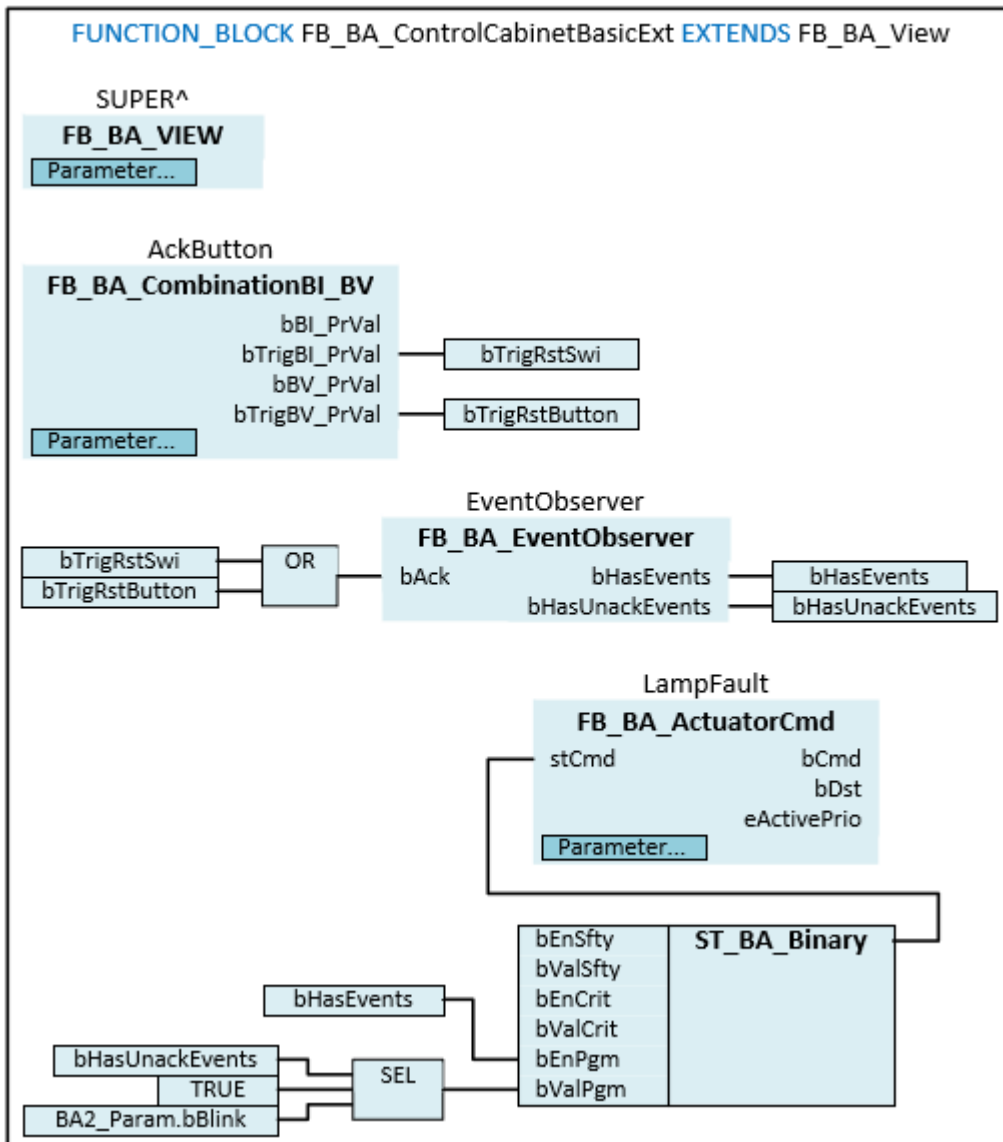 FUNCTION_BLOCK FB_BA_ControlCabinetBasicExt EXTENDS FB_BA_View
SUPER^
FB_BA_VIEW
Parameter...
AckButton
FB_BA_CombinationBI_BV
bBI_PrVal
bTrigBI_PrVal
bTrigRstSwi
bBV_PrVal
bTrigBV_PrVal
bTrigRstButton
Parameter...
EventObserver
FB_BA_EventObserver
bTrigRstSwi
bTrigRstButton
OR
bAck
bHasEvents
bHasEvents
bHasUnackEvents
bHasUnackEvents
LampFault
FB_BA_ActuatorCmd
stCmd
bCmd
bDst
eActivePrio
Parameter...
bEnSfty
ST_BA_Binary
bValSfty
bEnCrit
bValCrit
bEnPgm
bValPgm
bHasEvents
bHasUnackEvents
TRUE
BA2_Param.bBlink
SEL